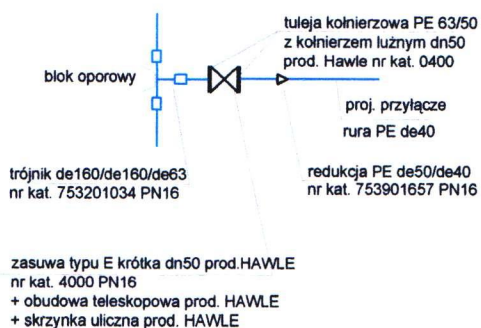 tuleja kołnierzowa PE 63/50
z kołnierzem lużnym dn50
prod. Hawle nr kat. 0400
blok oporowy
proj. przyłącze
rura PE de40
trójnik de160/de160/de63
nr kat. 753201034 PN16
redukcja PE de50/de40
nr kat. 753901657 PN16
zasuwa typu E krótka dn50 prod.HAWLE
nr kat. 4000 PN16
+ obudowa teleskopowa prod. HAWLE
+ skrzynka uliczna prod. HAWLE